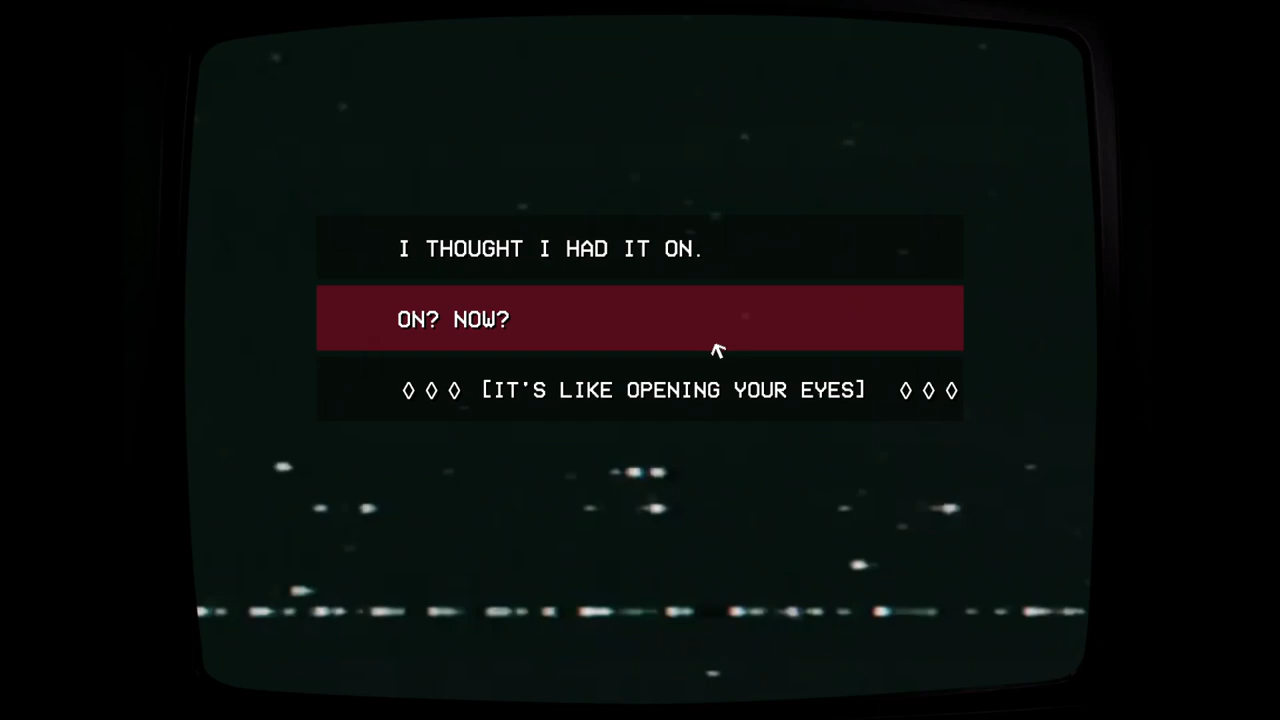 I THOUGHT I HAD IT ON.
ON? NOW?
◊ ◊ ◊ [IT'S LIKE OPENING YOUR EYES] ◊ ◊ ◊